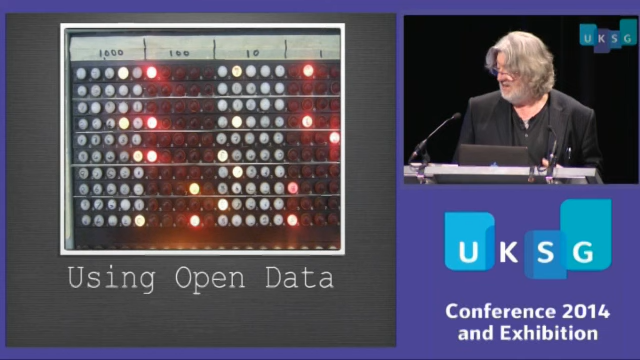 1000
100
10
1
Using Open Data
UKSG
UKSG
Conference 2014
and Exhibition